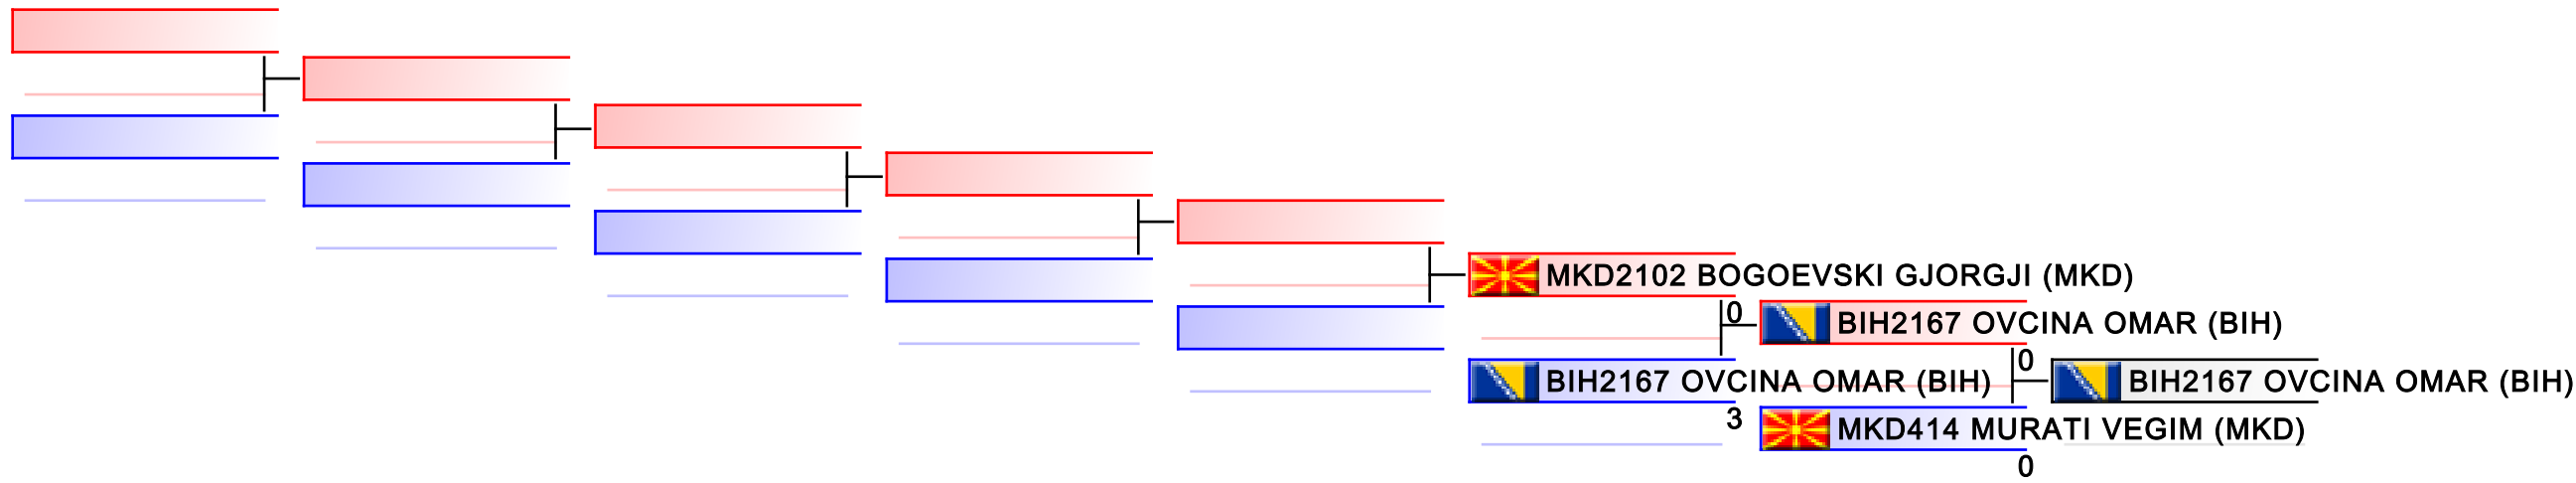 MKD2102 BOGOEVSKI GJORGJI (MKD)
0
BIH2167 OVCINA OMAR (BIH)
0
BIH2167 OVCINA OMAR (BIH)
BIH2167 OVCINA OMAR (BIH)
3
MKD414 MURATI VEGIM (MKD)
0